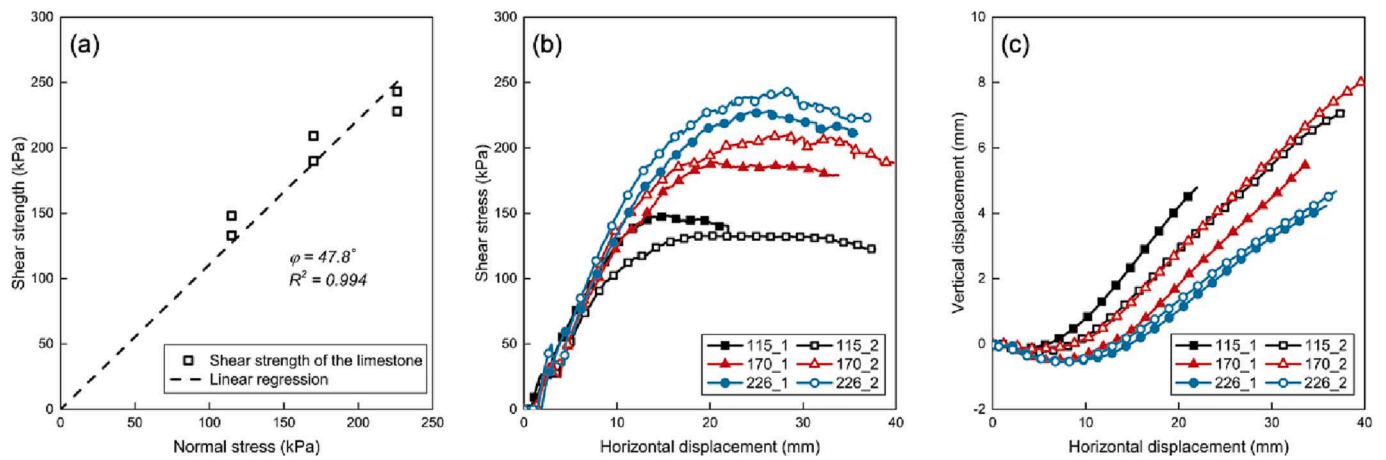 (a)
300
250
200
150
100
50
0
Shear strength (kPa)
φ = 47.8°
R² = 0.994
Shear strength of the limestone
Linear regression
0 50 100 150 200 250
Normal stress (kPa)
(b)
300
250
200
150
100
50
0
Shear stress (kPa)
115_1 115_2
170_1 170_2
226_1 226_2
0 10 20 30 40
Horizontal displacement (mm)
(c)
10
8
6
4
2
0
-2
Vertical displacement (mm)
115_1 115_2
170_1 170_2
226_1 226_2
0 10 20 30 40
Horizontal displacement (mm)